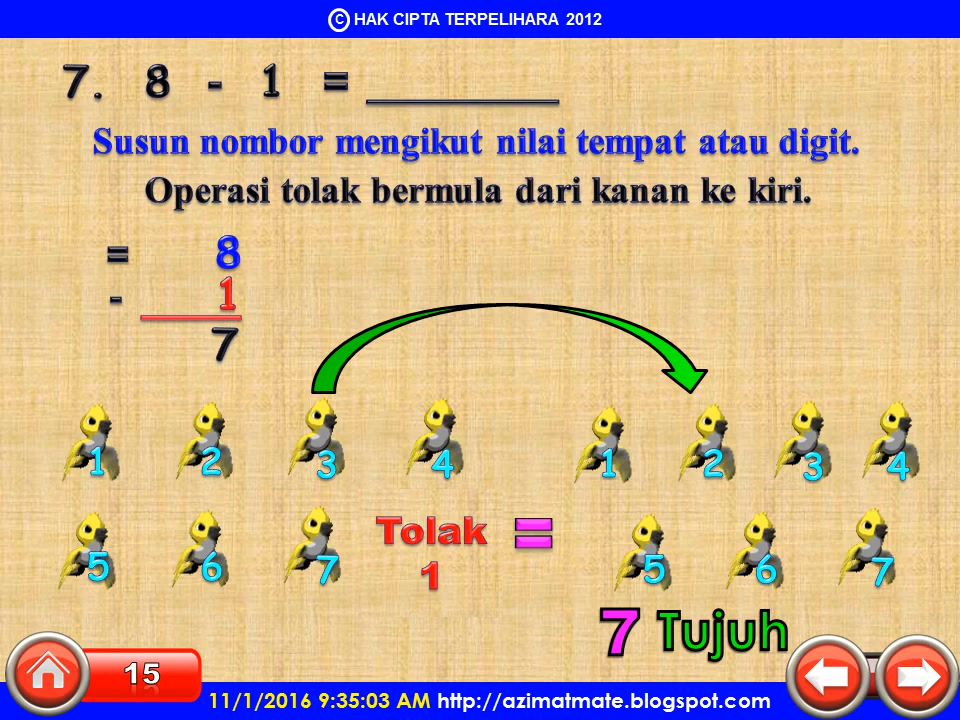 © HAK CIPTA TERPELIHARA 2012
7. 8 - 1 = ________
Susun nombor mengikut nilai tempat atau digit.
Operasi tolak bermula dari kanan ke kiri.
= 8
- 1
7
1 2 3 4 1 2 3 4
5 6 7 Tolak 1 = 5 6 7
7 Tujuh
15
11/1/2016 9:35:03 AM http://azimatmate.blogspot.com